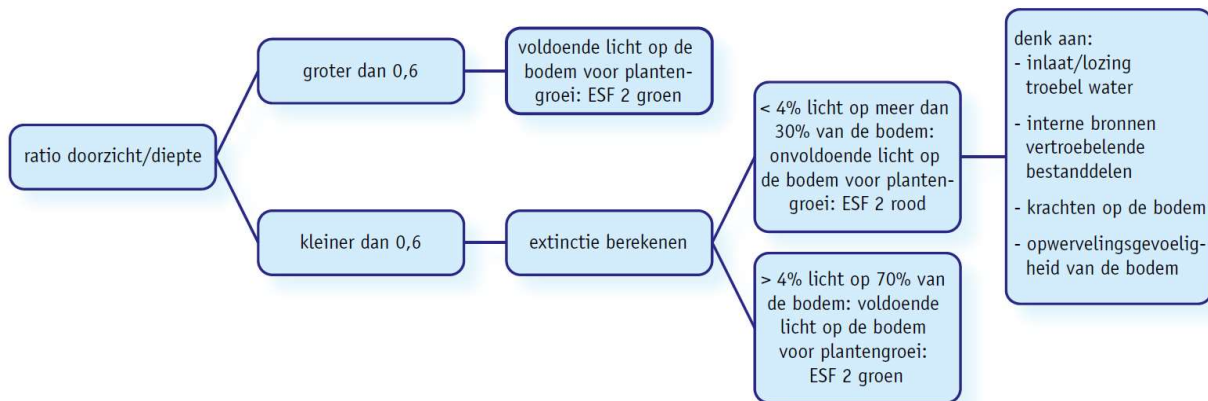 ratio doorzicht/diepte
groter dan 0,6
voldoende licht op de
bodem voor planten-
groei: ESF 2 groen
kleiner dan 0,6
extinctie berekenen
< 4% licht op meer dan
30% van de bodem:
onvoldoende licht op
de bodem voor planten-
groei: ESF 2 rood
> 4% licht op 70% van
de bodem: voldoende
licht op de bodem
voor plantengroei:
ESF 2 groen
denk aan:
- inlaat/lozing
troebel water
- interne bronnen
vertroebelende
bestanddelen
- krachten op de bodem
- opwervelingsgevoelig-
heid van de bodem